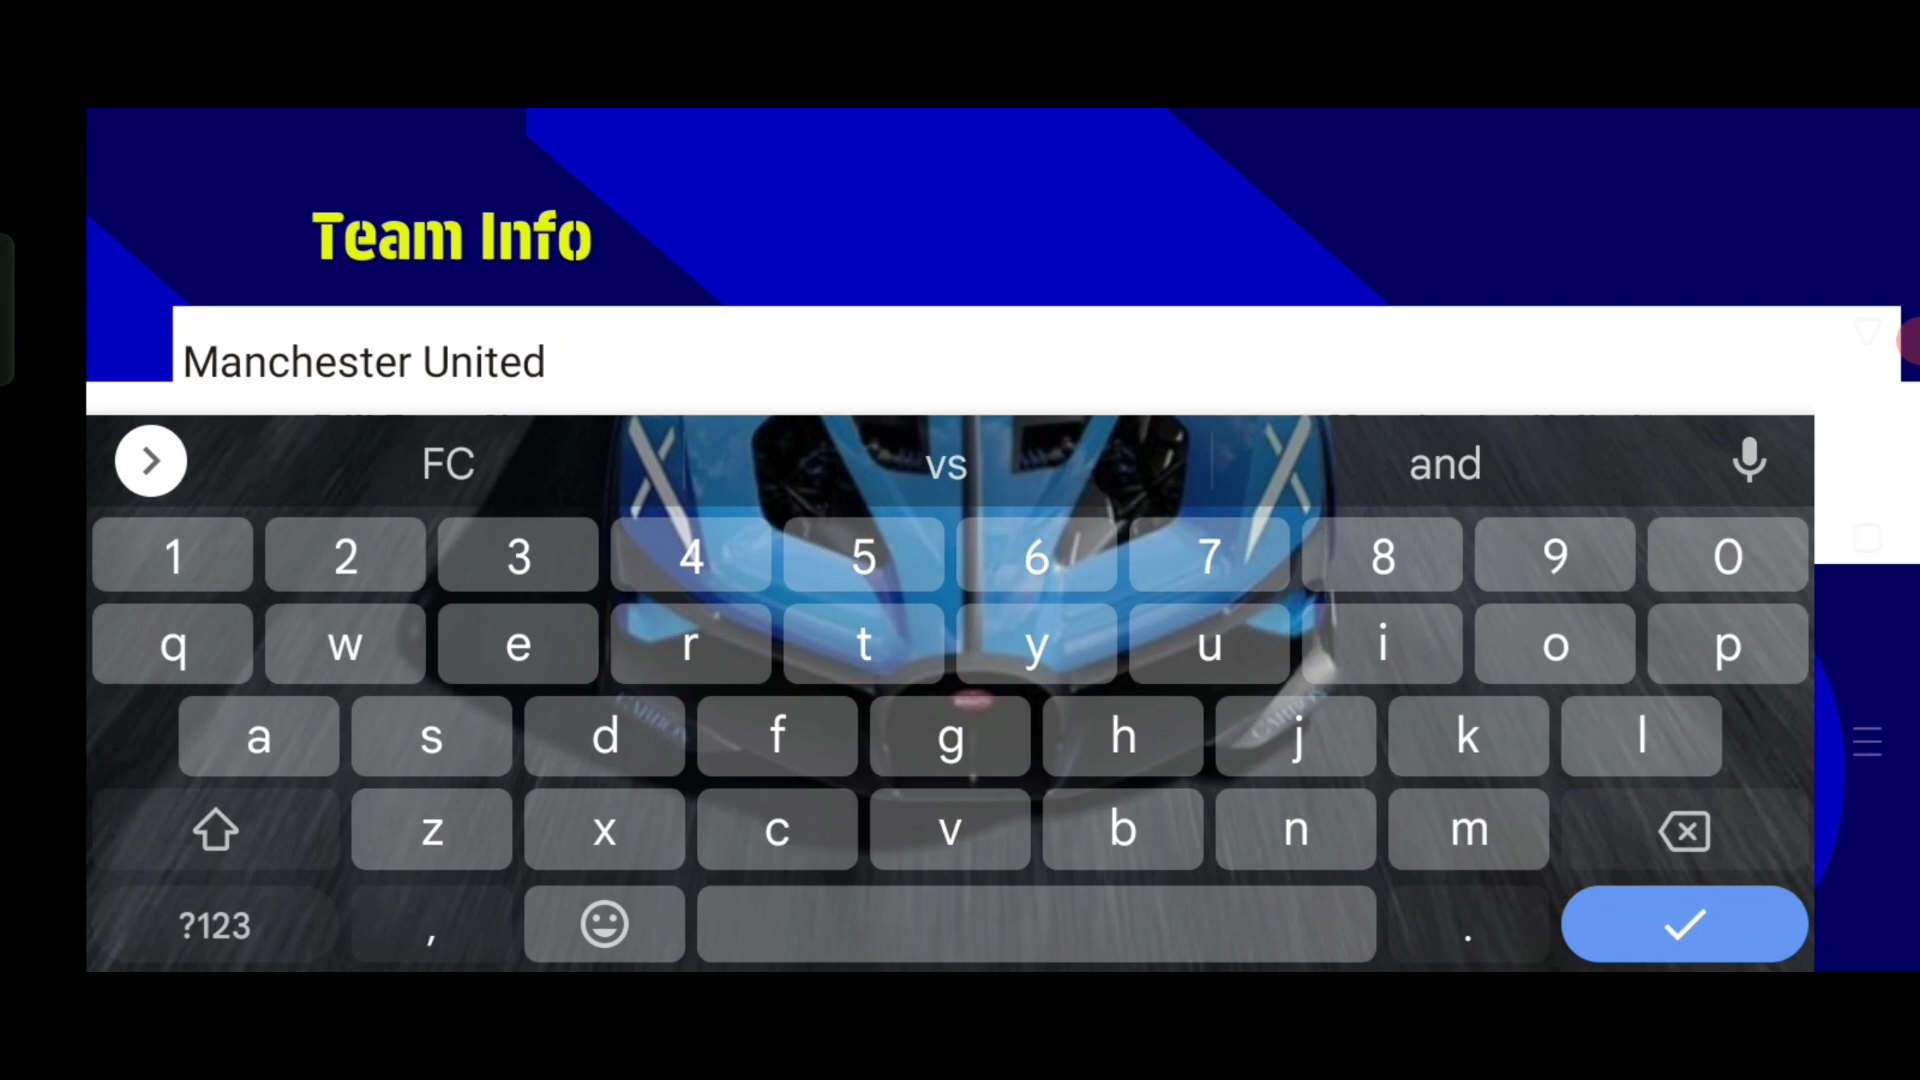 Team Info
Manchester United
FC vs and
1 2 3 4 5 6 7 8 9 0
q w e r t y u i o p
a s d f g h j k l
z x c v b n m
?123 , .